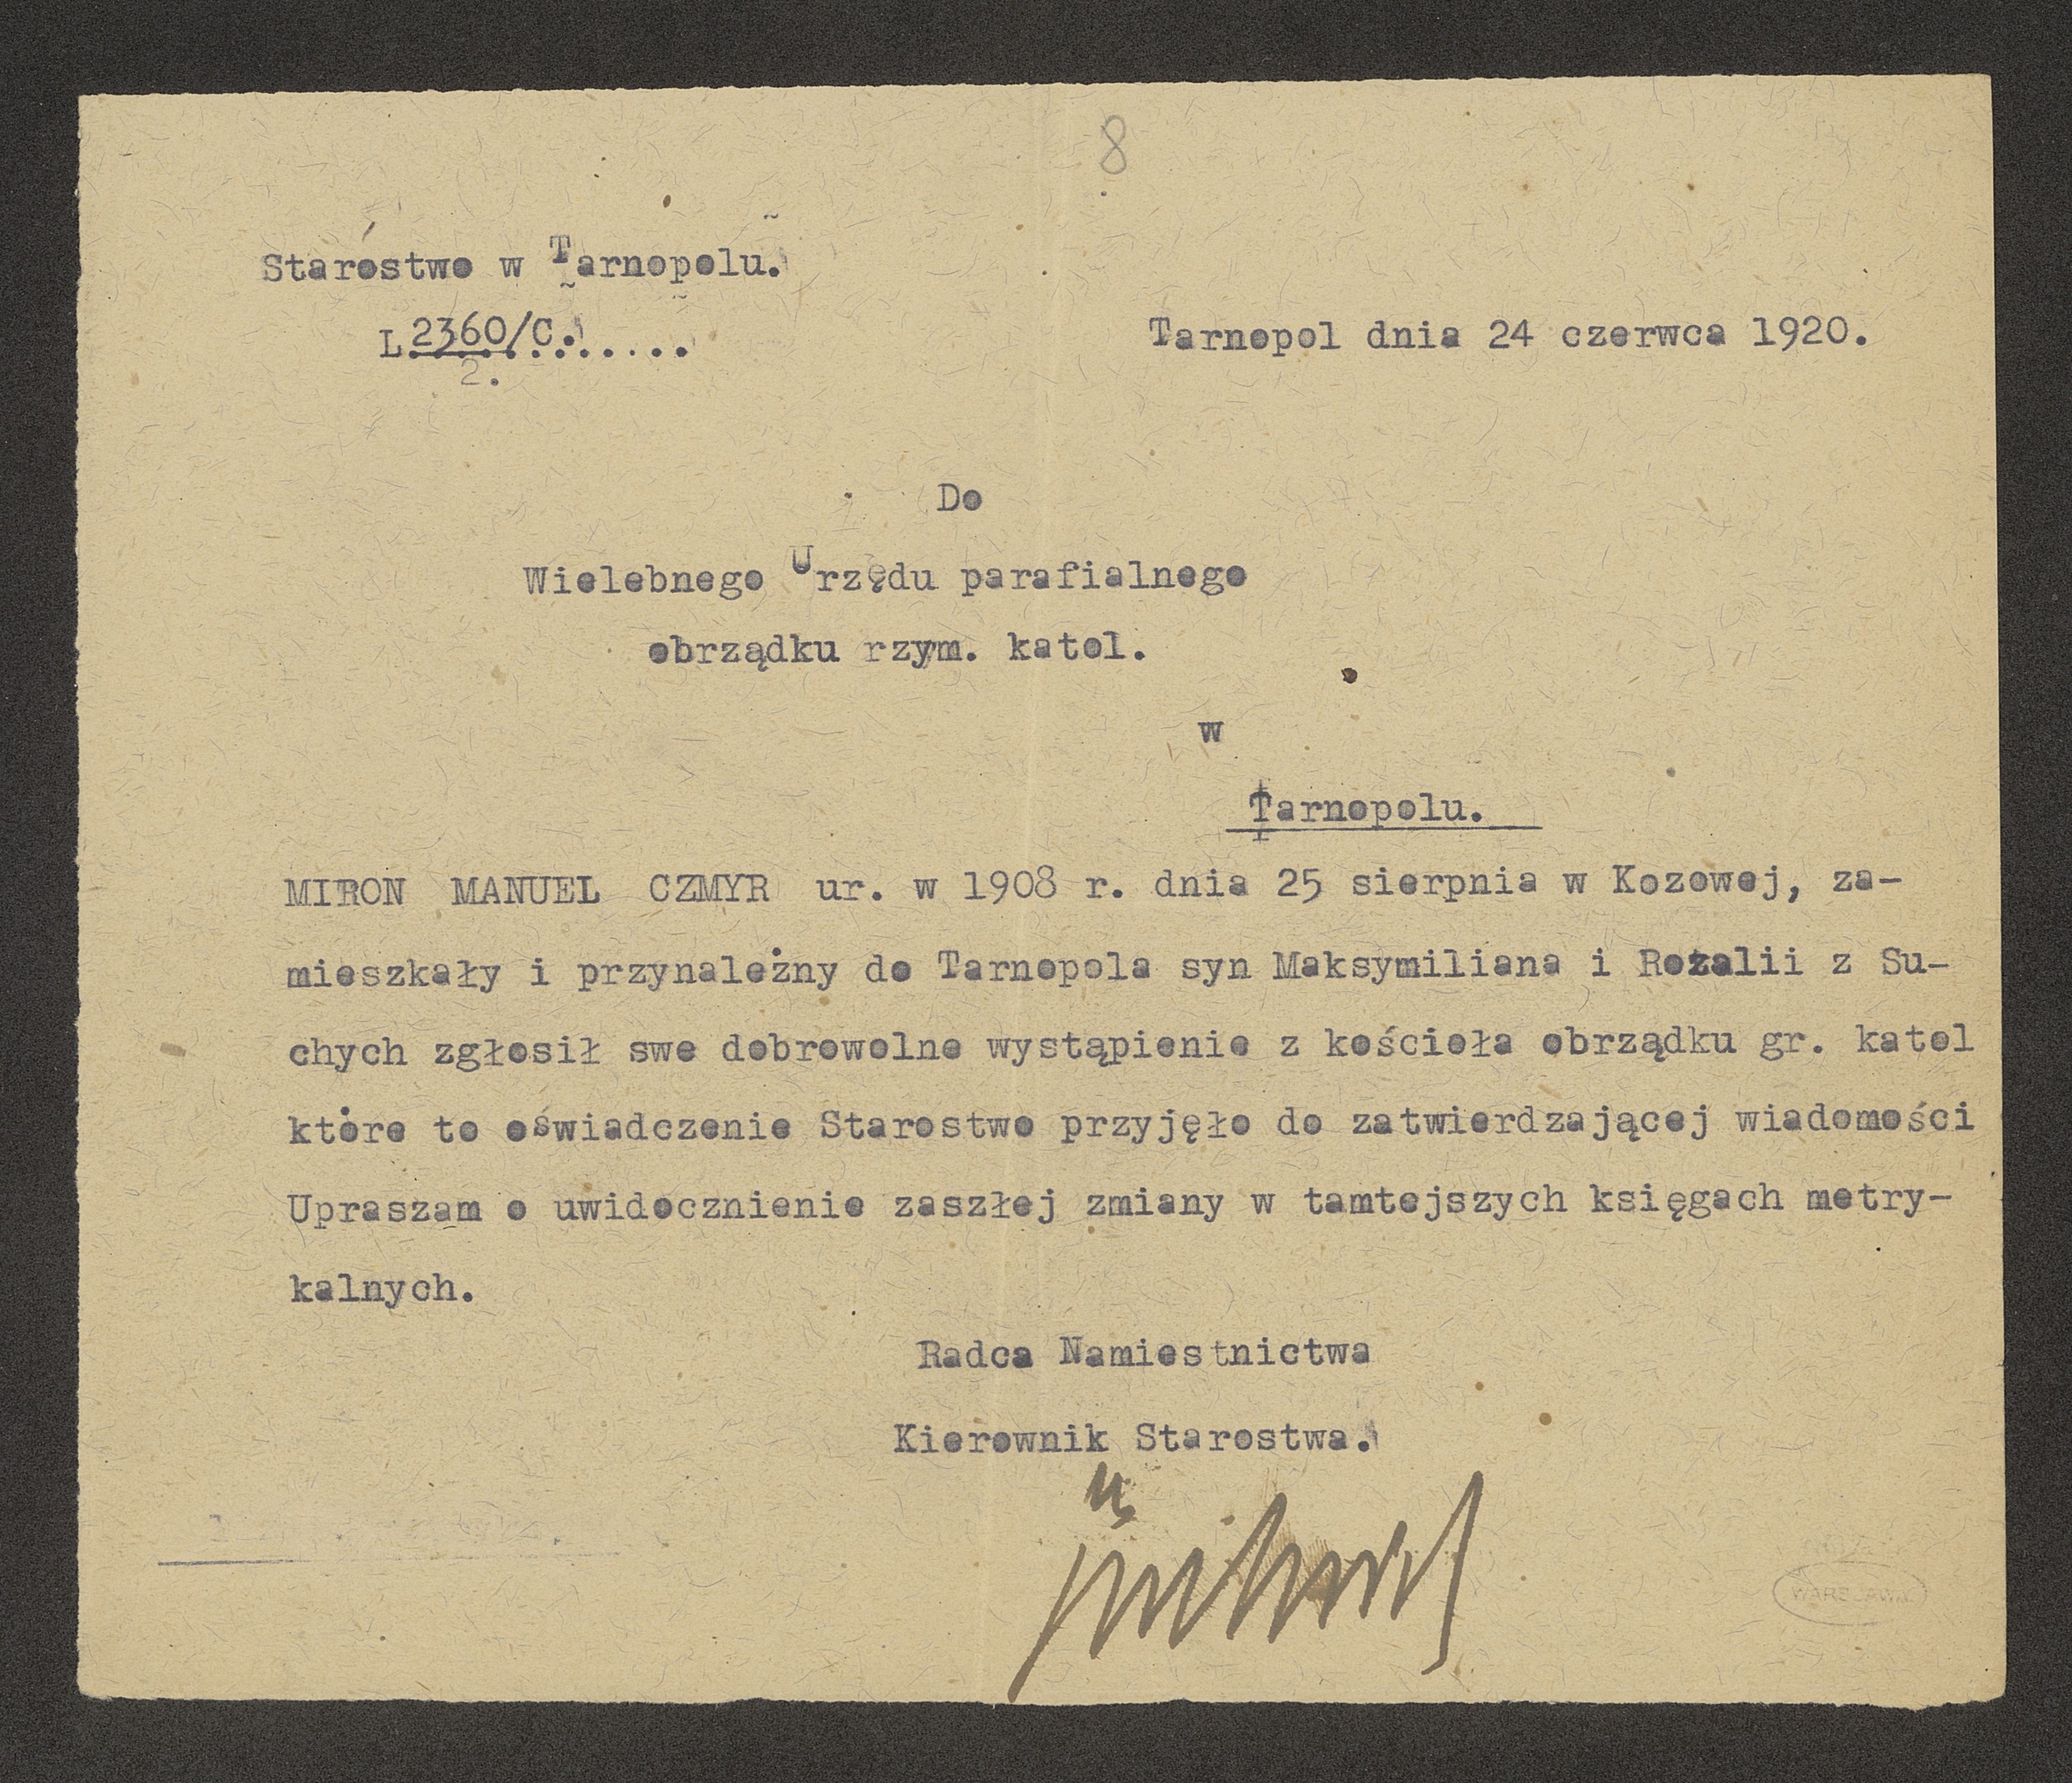 8
Starostwo w Tarnopolu.
L.2360/C........
2.
Tarnopol dnia 24 czerwca 1920.
Do
Wielebnego Urzędu parafialnego
obrządku rzym. katol.
w
Tarnopolu.
MIRON MANUEL CZMYR ur. w 1908 r. dnia 25 sierpnia w Kozowej, za-
mieszkały i przynależny do Tarnopola syn Maksymiliana i Rozalii z Su-
chych zgłosił swe dobrowolne wystąpienie z kościoła obrządku gr. katol
które to oświadczenie Starostwo przyjęło do zatwierdzającej wiadomości
Upraszam o uwidocznienie zaszłej zmiany w tamtejszych księgach metry-
kalnych.
Radca Namiestnictwa
Kierownik Starostwa.